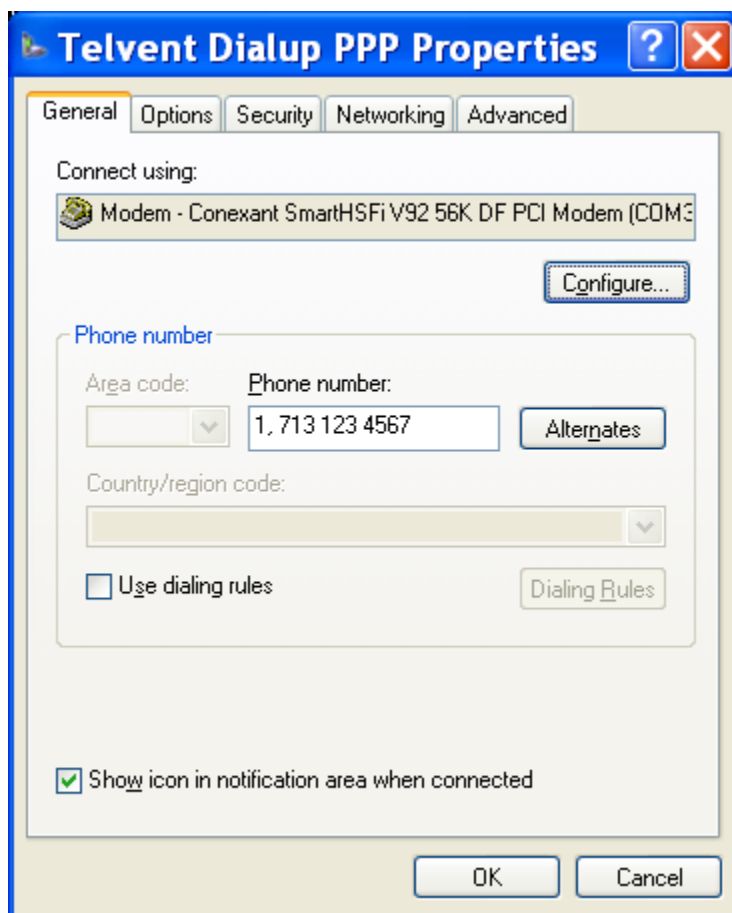 Telvent Dialup PPP Properties
General Options Security Networking Advanced
Connect using:
Modem - Conexant SmartHSFi V92 56K DF PCI Modem (COM3
Configure...
Phone number
Area code: Phone number:
1, 713 123 4567 Alternates
Country/region code:
Use dialing rules Dialing Rules
Show icon in notification area when connected
OK Cancel